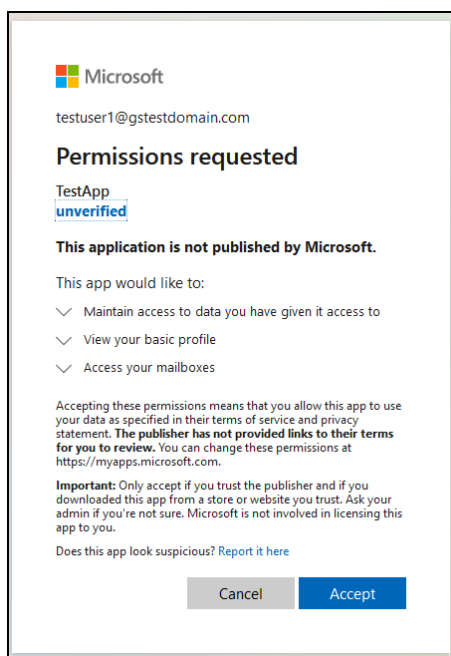 Microsoft
testuser1@gstestdomain.com
Permissions requested
TestApp
unverified
This application is not published by Microsoft.
This app would like to:
Maintain access to data you have given it access to
View your basic profile
Access your mailboxes
Accepting these permissions means that you allow this app to use
your data as specified in their terms of service and privacy
statement. The publisher has not provided links to their terms
for you to review. You can change these permissions at
https://myapps.microsoft.com.
Important: Only accept if you trust the publisher and if you
downloaded this app from a store or website you trust. Ask your
admin if you're not sure. Microsoft is not involved in licensing this
app to you.
Does this app look suspicious? Report it here
Cancel Accept